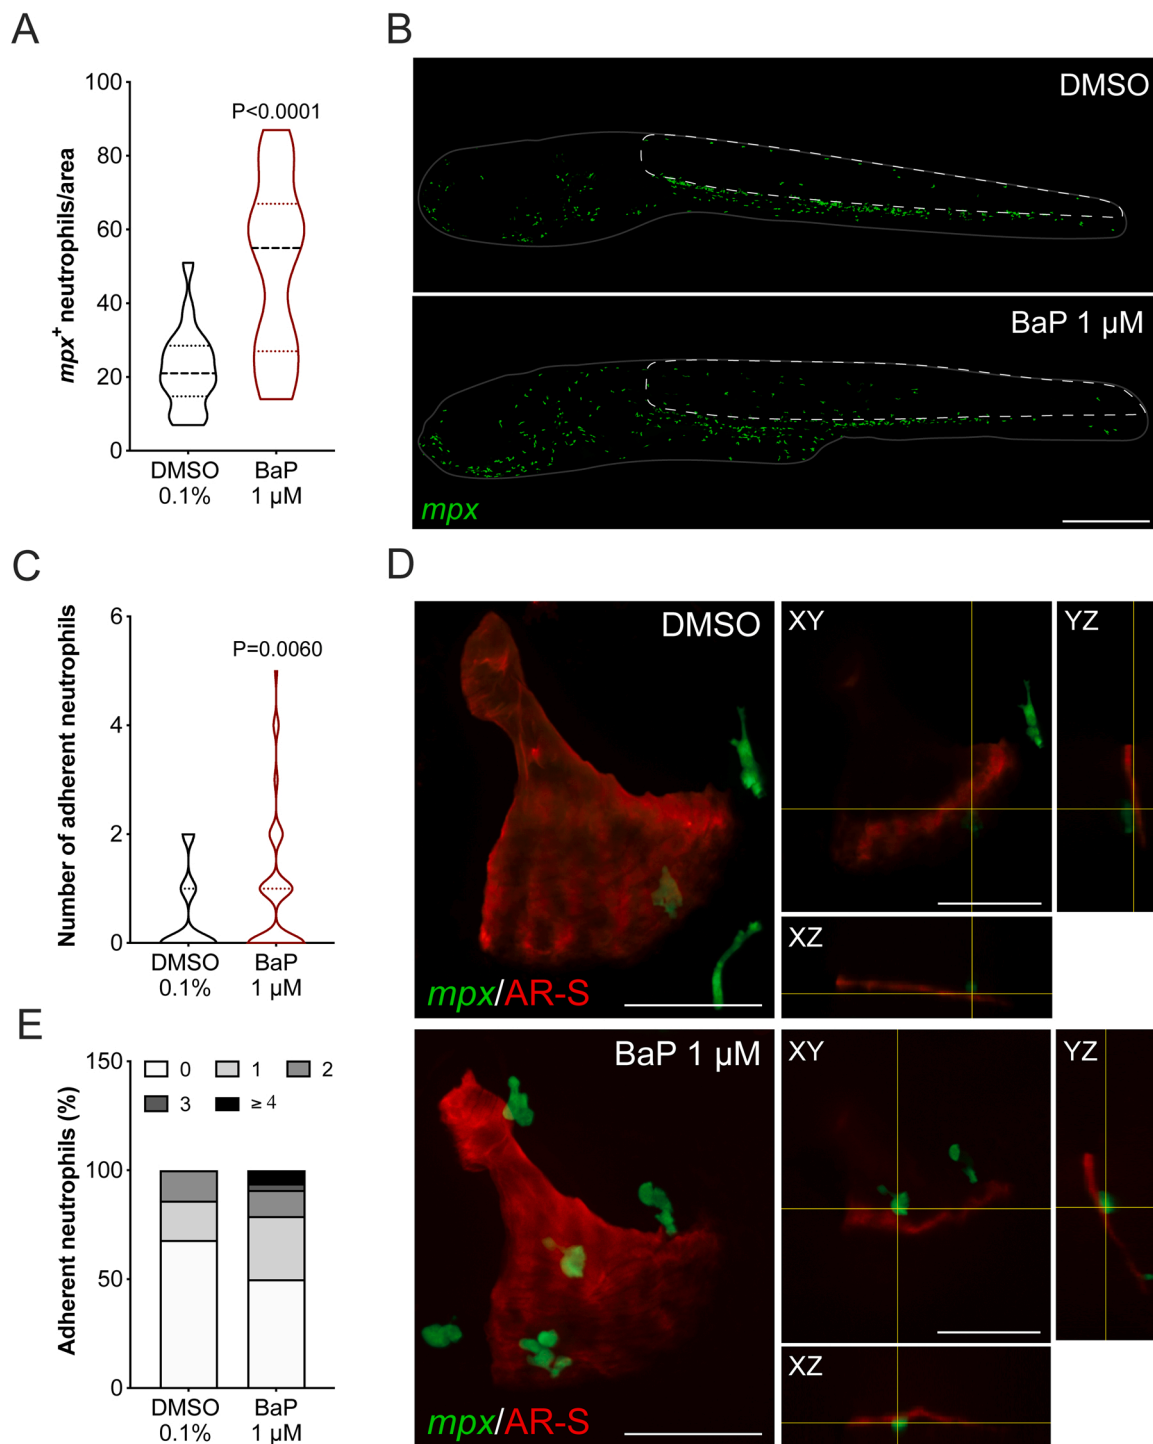 A
mpx+ neutrophils/area
100
80
60
40
20
0
P<0.0001
DMSO
0.1%
BaP
1 µM
B
DMSO
BaP 1 µM
mpx
C
Number of adherent neutrophils
6
4
2
0
P=0.0060
DMSO
0.1%
BaP
1 µM
D
DMSO
mpx/AR-S
XY
YZ
XZ
BaP 1 µM
mpx/AR-S
XY
YZ
XZ
E
Adherent neutrophils (%)
150
100
50
0
0
1
2
3
≥ 4
DMSO
0.1%
BaP
1 µM